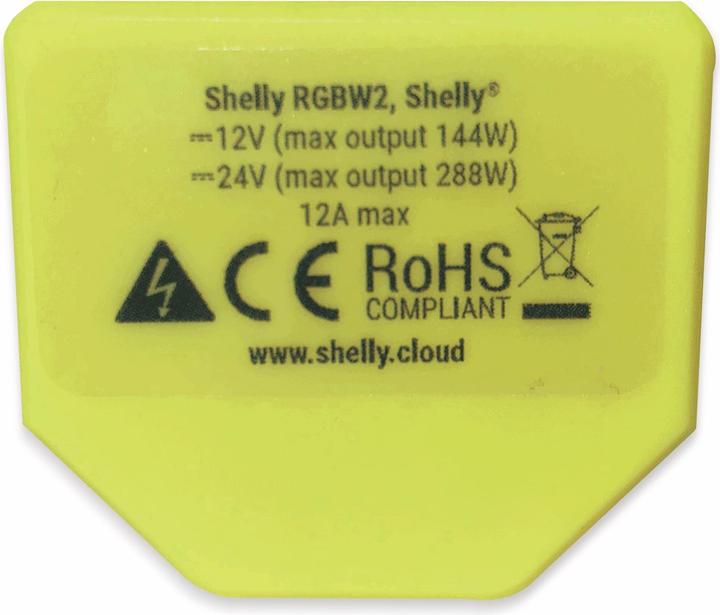 Shelly RGBW2, Shelly®
⎓12V (max output 144W)
⎓24V (max output 288W)
12A max
CE RoHS
COMPLIANT
www.shelly.cloud